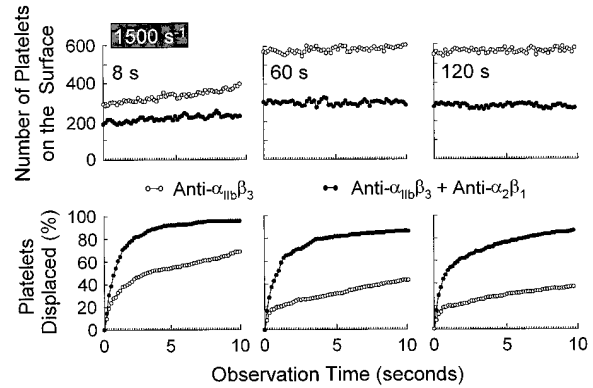 1500 s⁻¹
Number of Platelets
on the Surface
600
400
200
0
8 s
60 s
120 s
Anti-αIIbβ3
Anti-αIIbβ3 + Anti-α2β1
Platelets
Displaced (%)
100
80
60
40
20
0
0 5 10
0 5 10
0 5 10
Observation Time (seconds)